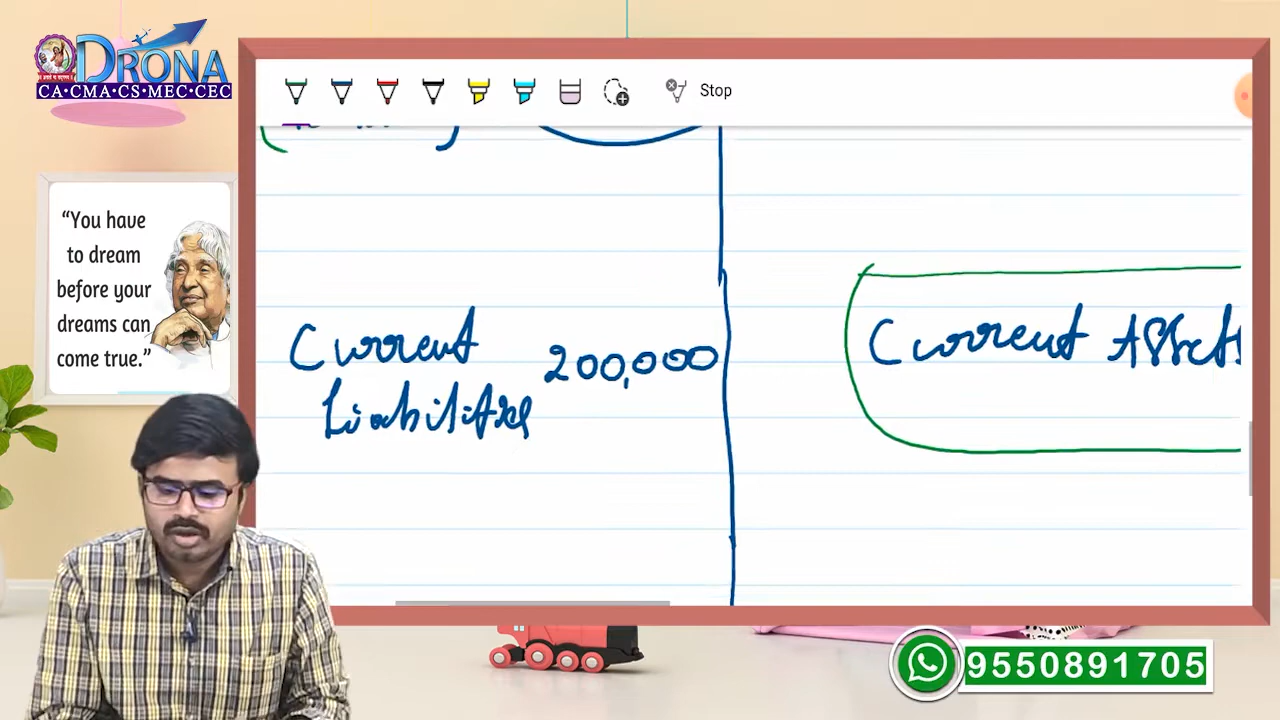 DRONA
CA•CMA•CS•MEC•CEC
Stop
“You have
to dream
before your
dreams can
come true.”
Current 200,000
Liabilities
Current Assets
9550891705